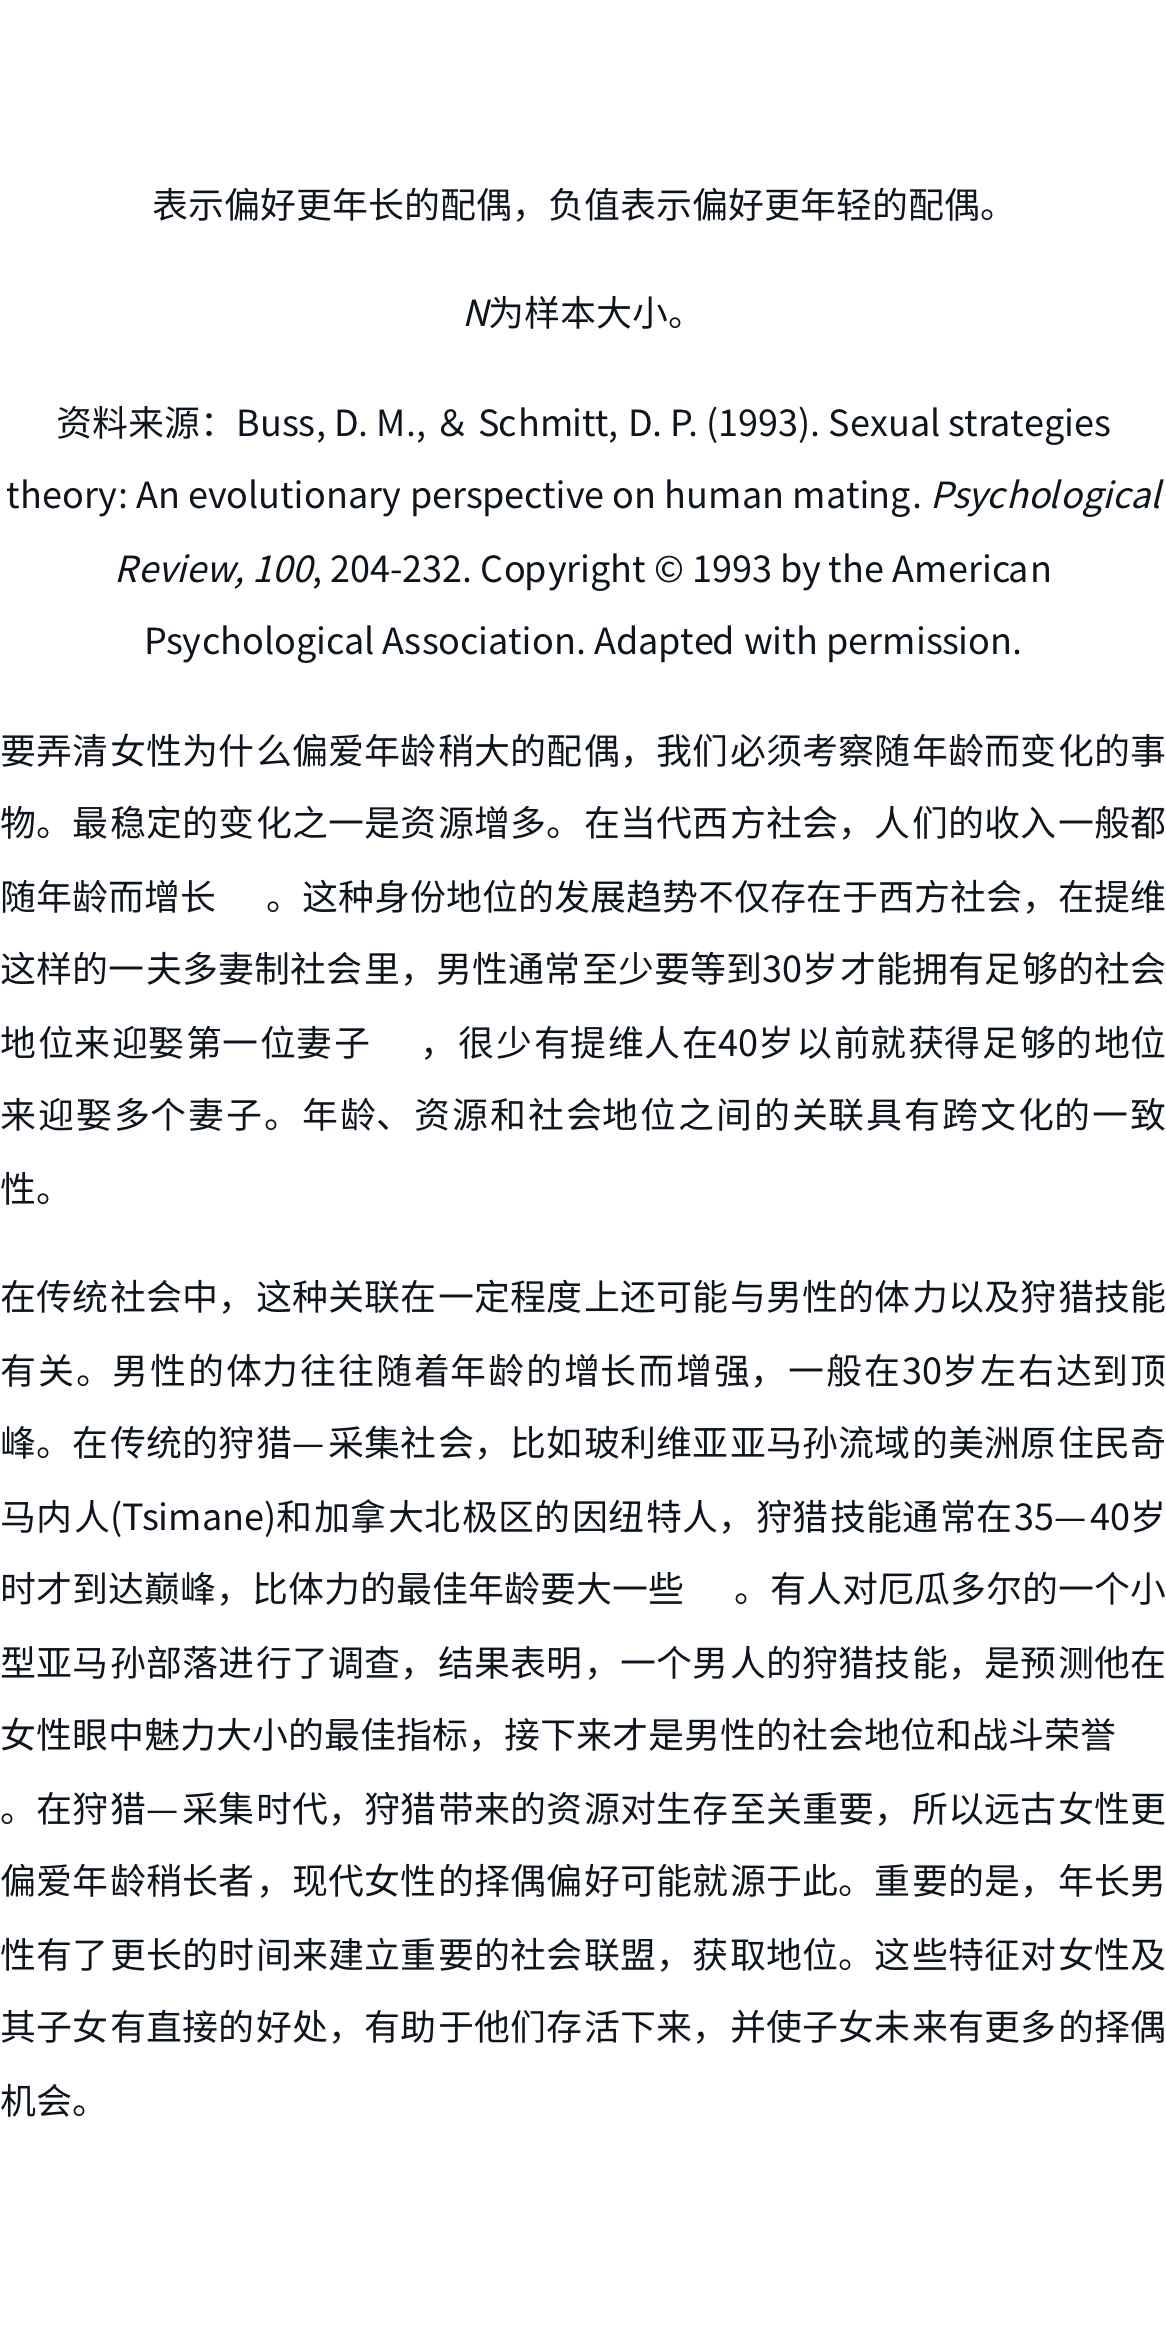 表示偏好更年长的配偶，负值表示偏好更年轻的配偶。
N为样本大小。
资料来源：Buss, D. M., & Schmitt, D. P. (1993). Sexual strategies
theory: An evolutionary perspective on human mating. Psychological
Review, 100, 204-232. Copyright © 1993 by the American
Psychological Association. Adapted with permission.
要弄清女性为什么偏爱年龄稍大的配偶，我们必须考察随年龄而变化的事
物。最稳定的变化之一是资源增多。在当代西方社会，人们的收入一般都
随年龄而增长 。这种身份地位的发展趋势不仅存在于西方社会，在提维
这样的一夫多妻制社会里，男性通常至少要等到30岁才能拥有足够的社会
地位来迎娶第一位妻子 ，很少有提维人在40岁以前就获得足够的地位
来迎娶多个妻子。年龄、资源和社会地位之间的关联具有跨文化的一致
性。
在传统社会中，这种关联在一定程度上还可能与男性的体力以及狩猎技能
有关。男性的体力往往随着年龄的增长而增强，一般在30岁左右达到顶
峰。在传统的狩猎—采集社会，比如玻利维亚亚马孙流域的美洲原住民奇
马内人(Tsimane)和加拿大北极区的因纽特人，狩猎技能通常在35—40岁
时才到达巅峰，比体力的最佳年龄要大一些 。有人对厄瓜多尔的一个小
型亚马孙部落进行了调查，结果表明，一个男人的狩猎技能，是预测他在
女性眼中魅力大小的最佳指标，接下来才是男性的社会地位和战斗荣誉
。在狩猎—采集时代，狩猎带来的资源对生存至关重要，所以远古女性更
偏爱年龄稍长者，现代女性的择偶偏好可能就源于此。重要的是，年长男
性有了更长的时间来建立重要的社会联盟，获取地位。这些特征对女性及
其子女有直接的好处，有助于他们存活下来，并使子女未来有更多的择偶
机会。